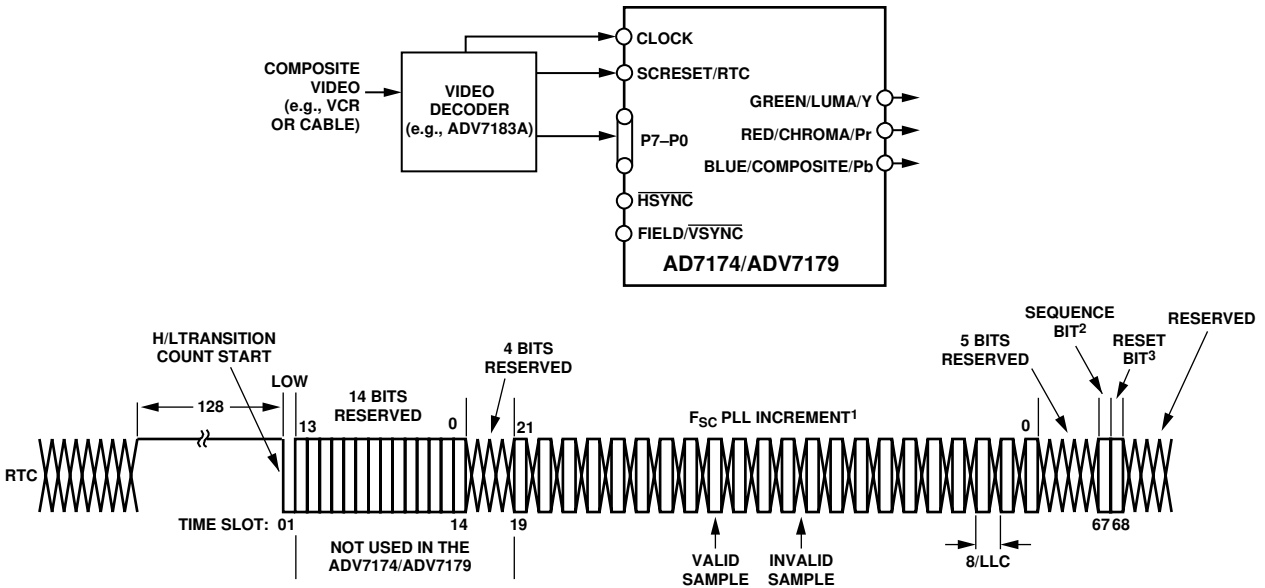 COMPOSITE
VIDEO
(e.g., VCR
OR CABLE)
VIDEO
DECODER
(e.g., ADV7183A)
CLOCK
SCRESET/RTC
P7–P0
HSYNC
FIELD/VSYNC
GREEN/LUMA/Y
RED/CHROMA/Pr
BLUE/COMPOSITE/Pb
AD7174/ADV7179
H/LTRANSITION
COUNT START
LOW
128
13
14 BITS
RESERVED
0
4 BITS
RESERVED
21
FSC PLL INCREMENT1
0
5 BITS
RESERVED
SEQUENCE
BIT2
RESET
BIT3
RESERVED
RTC
TIME SLOT: 01
14
19
67 68
NOT USED IN THE
ADV7174/ADV7179
VALID
SAMPLE
INVALID
SAMPLE
8/LLC